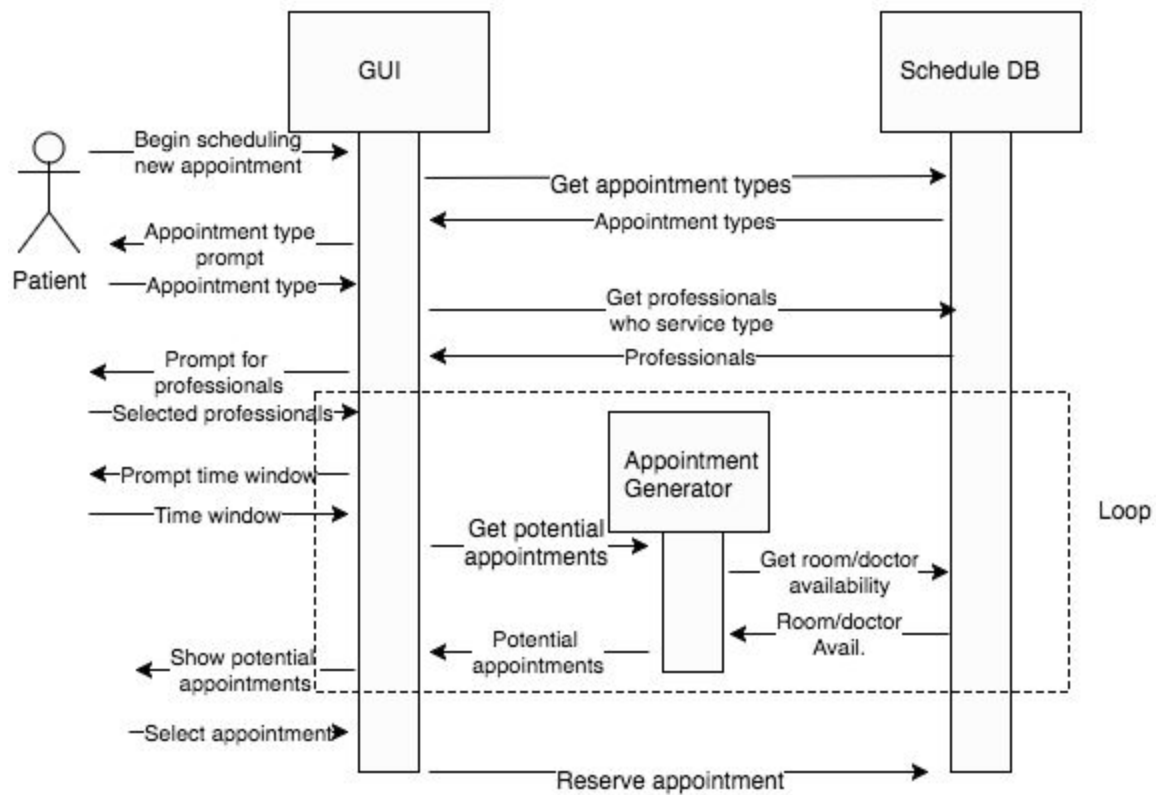 GUI
Schedule DB
Begin scheduling
new appointment
Get appointment types
Appointment types
Appointment type
prompt
Patient
Appointment type
Get professionals
who service type
Professionals
Prompt for
professionals
Selected professionals
Appointment
Generator
Prompt time window
Loop
Time window
Get potential
appointments
Get room/doctor
availability
Room/doctor
Avail.
Potential
appointments
Show potential
appointments
Select appointment
Reserve appointment